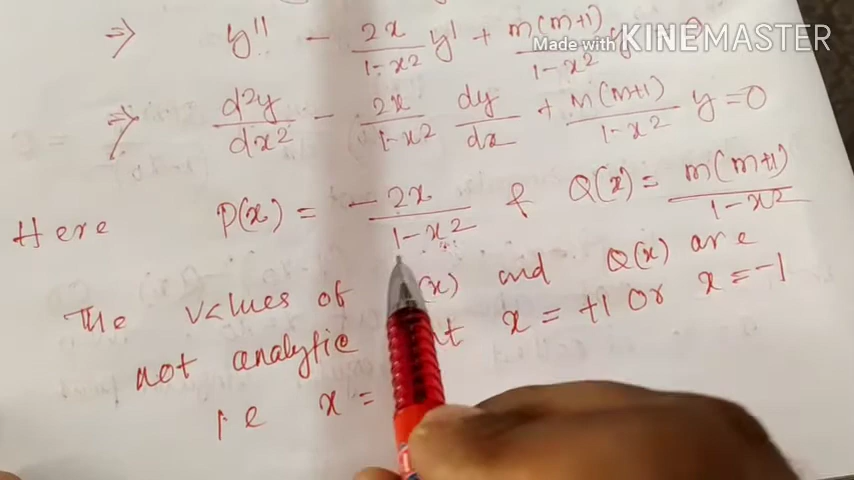 ⇒ y'' - 2x/(1-x²) y' + m(m+1)/(1-x²) y = 0
Made with KINEMASTER
⇒ d²y/dx² - 2x/(1-x²) dy/dx + m(m+1)/(1-x²) y = 0
Here P(x) = -2x/(1-x²) & Q(x) = m(m+1)/(1-x²)
The values of (x) and Q(x) are
not analytic at x = +1 or x = -1
i.e x =